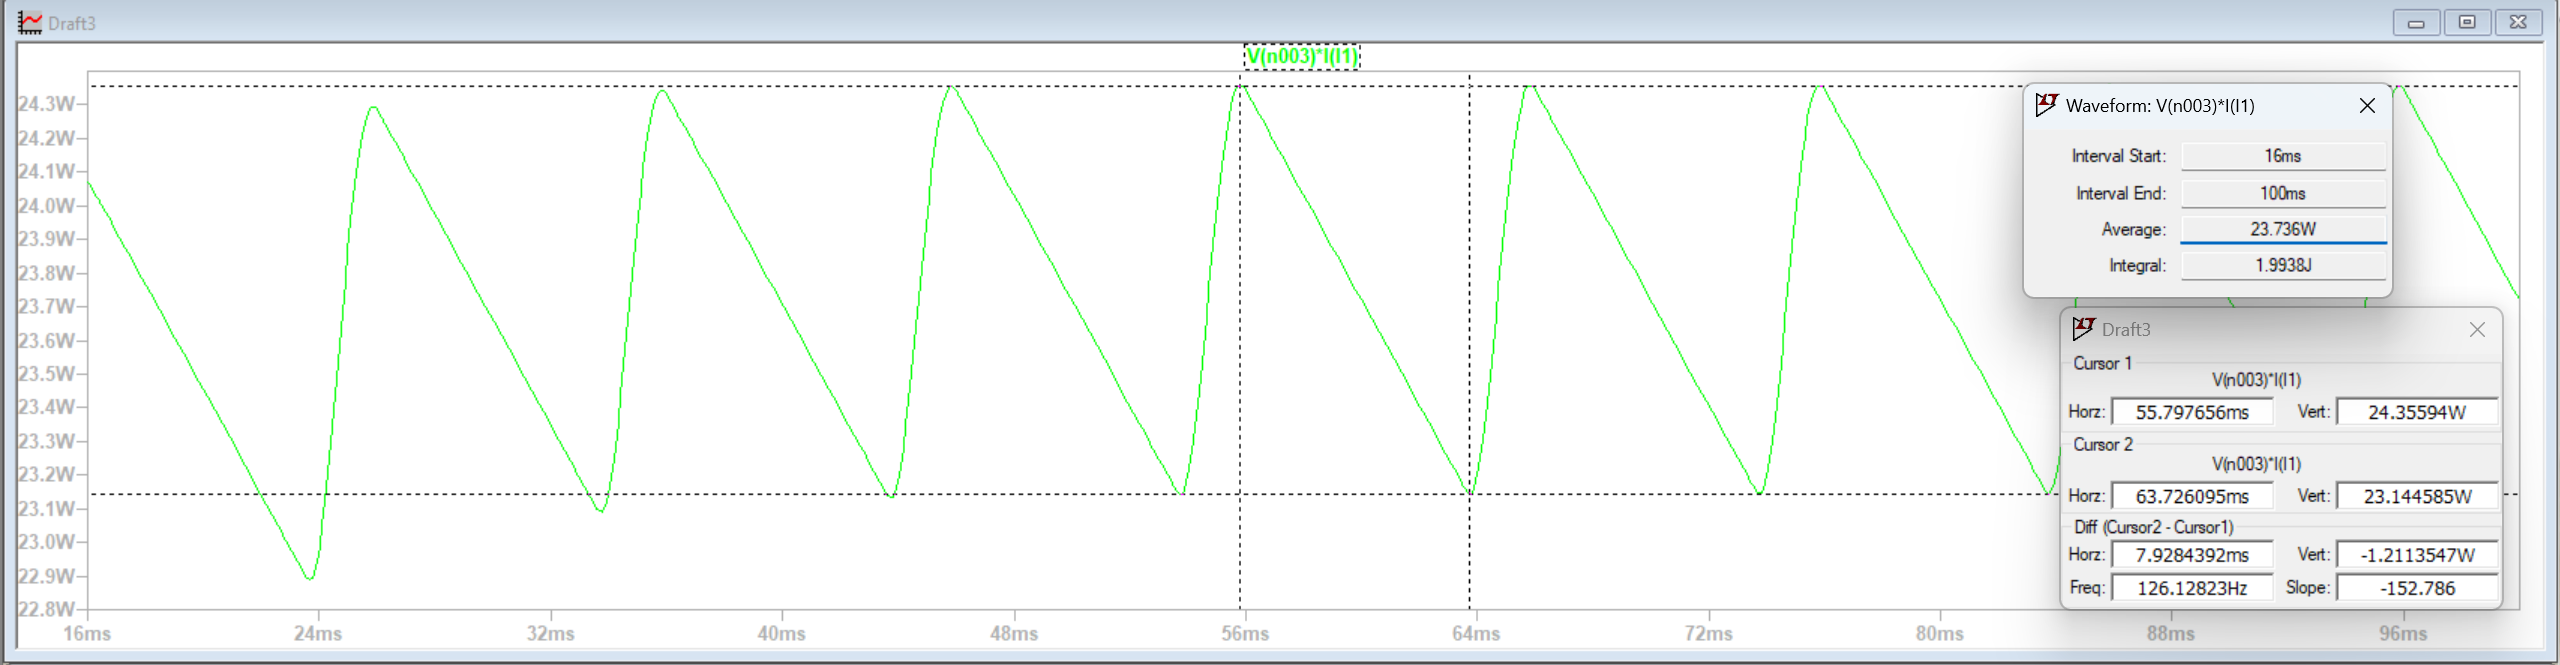 Draft3
V(n003)*I(I1)
24.3W
24.2W
24.1W
24.0W
23.9W
23.8W
23.7W
23.6W
23.5W
23.4W
23.3W
23.2W
23.1W
23.0W
22.9W
22.8W
16ms 24ms 32ms 40ms 48ms 56ms 64ms 72ms 80ms 88ms 96ms
Waveform: V(n003)*I(I1)
Interval Start: 16ms
Interval End: 100ms
Average: 23.736W
Integral: 1.9938J
Draft3
Cursor 1
V(n003)*I(I1)
Horz: 55.797656ms Vert: 24.35594W
Cursor 2
V(n003)*I(I1)
Horz: 63.726095ms Vert: 23.144585W
Diff (Cursor2 - Cursor1)
Horz: 7.9284392ms Vert: -1.2113547W
Freq: 126.12823Hz Slope: -152.786